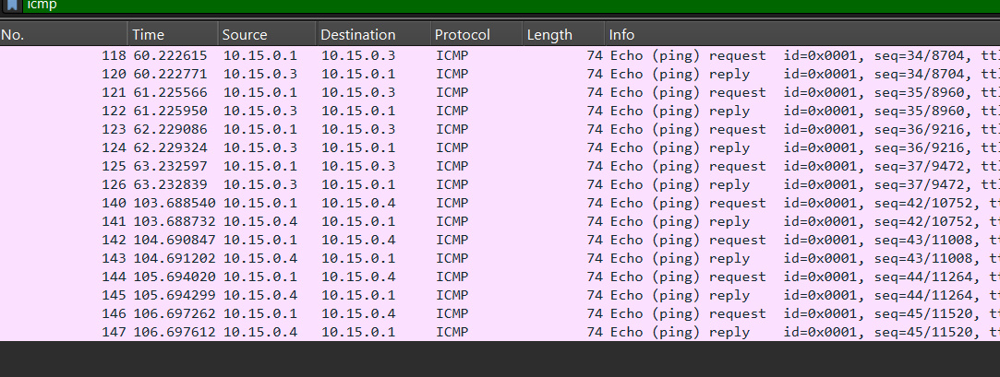 icmp
No. Time Source Destination Protocol Length Info
118 60.222615 10.15.0.1 10.15.0.3 ICMP 74 Echo (ping) request id=0x0001, seq=34/8704, ttl
120 60.222771 10.15.0.3 10.15.0.1 ICMP 74 Echo (ping) reply id=0x0001, seq=34/8704, ttl
121 61.225566 10.15.0.1 10.15.0.3 ICMP 74 Echo (ping) request id=0x0001, seq=35/8960, ttl
122 61.225950 10.15.0.3 10.15.0.1 ICMP 74 Echo (ping) reply id=0x0001, seq=35/8960, ttl
123 62.229086 10.15.0.1 10.15.0.3 ICMP 74 Echo (ping) request id=0x0001, seq=36/9216, ttl
124 62.229324 10.15.0.3 10.15.0.1 ICMP 74 Echo (ping) reply id=0x0001, seq=36/9216, ttl
125 63.232597 10.15.0.1 10.15.0.3 ICMP 74 Echo (ping) request id=0x0001, seq=37/9472, ttl
126 63.232839 10.15.0.3 10.15.0.1 ICMP 74 Echo (ping) reply id=0x0001, seq=37/9472, ttl
140 103.688540 10.15.0.1 10.15.0.4 ICMP 74 Echo (ping) request id=0x0001, seq=42/10752, tt
141 103.688732 10.15.0.4 10.15.0.1 ICMP 74 Echo (ping) reply id=0x0001, seq=42/10752, tt
142 104.690847 10.15.0.1 10.15.0.4 ICMP 74 Echo (ping) request id=0x0001, seq=43/11008, tt
143 104.691202 10.15.0.4 10.15.0.1 ICMP 74 Echo (ping) reply id=0x0001, seq=43/11008, tt
144 105.694020 10.15.0.1 10.15.0.4 ICMP 74 Echo (ping) request id=0x0001, seq=44/11264, tt
145 105.694299 10.15.0.4 10.15.0.1 ICMP 74 Echo (ping) reply id=0x0001, seq=44/11264, tt
146 106.697262 10.15.0.1 10.15.0.4 ICMP 74 Echo (ping) request id=0x0001, seq=45/11520, tt
147 106.697612 10.15.0.4 10.15.0.1 ICMP 74 Echo (ping) reply id=0x0001, seq=45/11520, tt